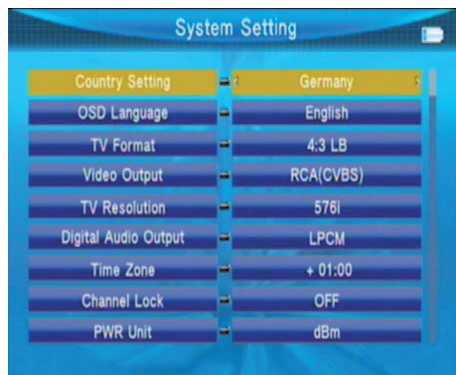 System Setting
Country Setting Germany
OSD Language English
TV Format 4:3 LB
Video Output RCA(CVBS)
TV Resolution 576i
Digital Audio Output LPCM
Time Zone + 01:00
Channel Lock OFF
PWR Unit dBm